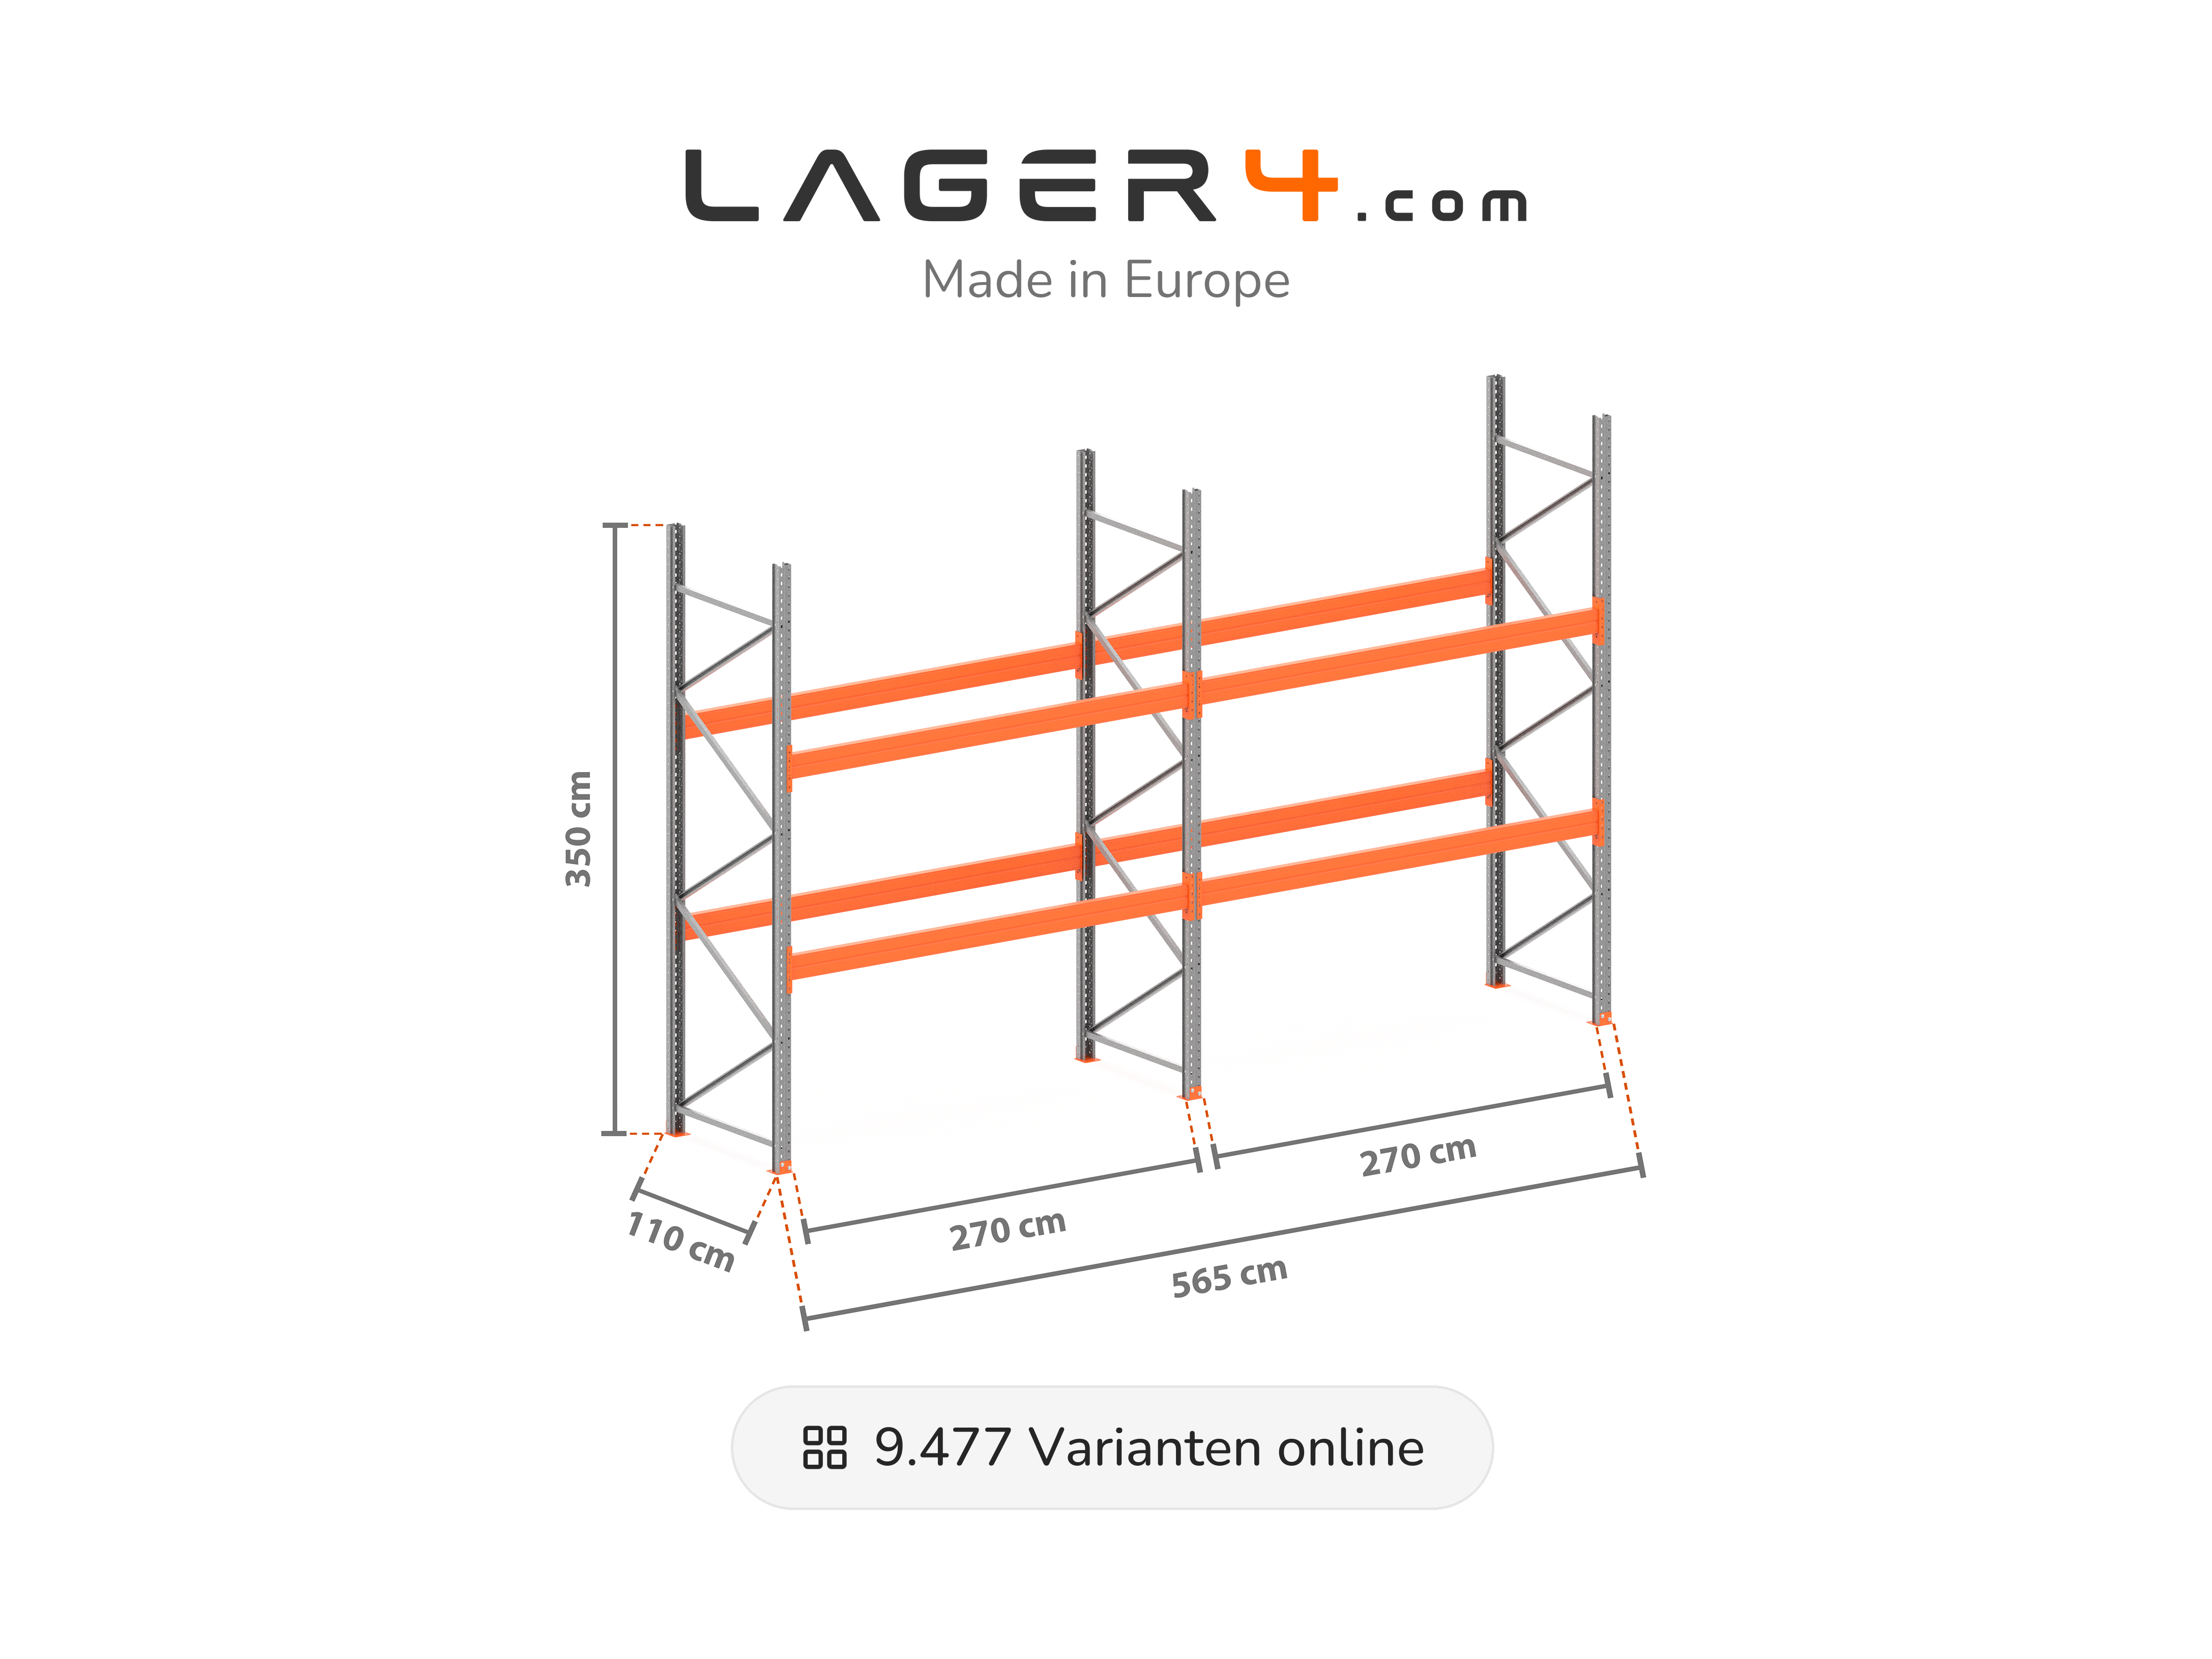 LAGER4.com
Made in Europe
350 cm
110 cm
270 cm
270 cm
565 cm
9.477 Varianten online